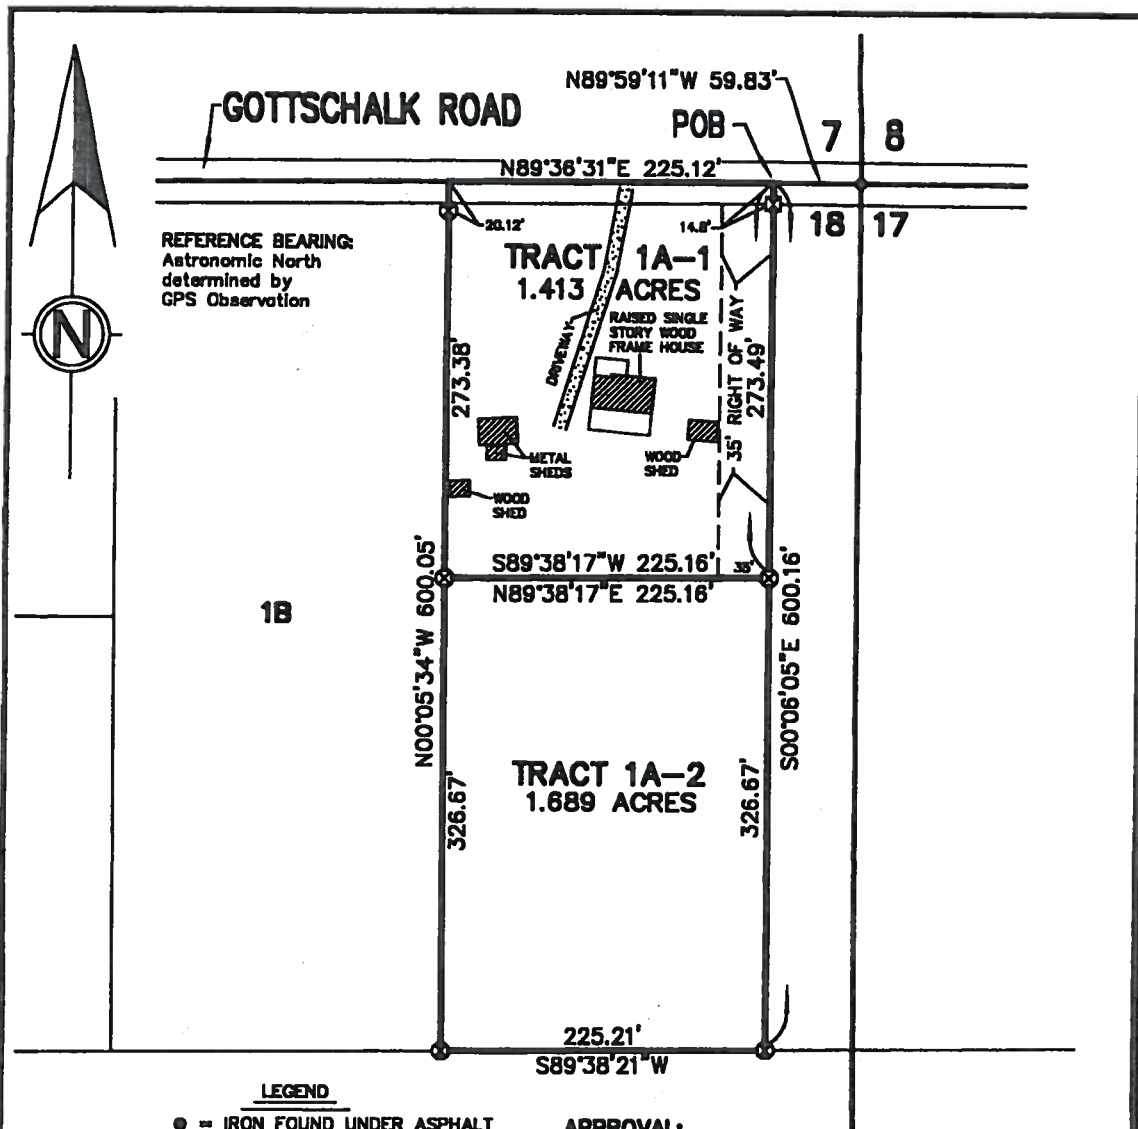 N89°59'11"W 59.83'
GOTTSCHALK ROAD
POB
7
8
N89°36'31"E 225.12'
20.12'
14.8'
18
17
REFERENCE BEARING:
Astronomic North
determined by
GPS Observation
TRACT 1A-1
1.413 ACRES
N
DRIVEWAY
RAISED SINGLE
STORY WOOD
FRAME HOUSE
35' RIGHT OF WAY
273.38'
273.49'
METAL
SHEDS
WOOD
SHED
WOOD
SHED
S89°38'17"W 225.16'
35'
N89°38'17"E 225.16'
N00°05'34"W 600.05'
S00°06'05"E 600.16'
1B
TRACT 1A-2
1.689 ACRES
326.67'
326.67'
225.21'
S89°38'21"W
LEGEND
● = IRON FOUND UNDER ASPHALT
APPROVAL: